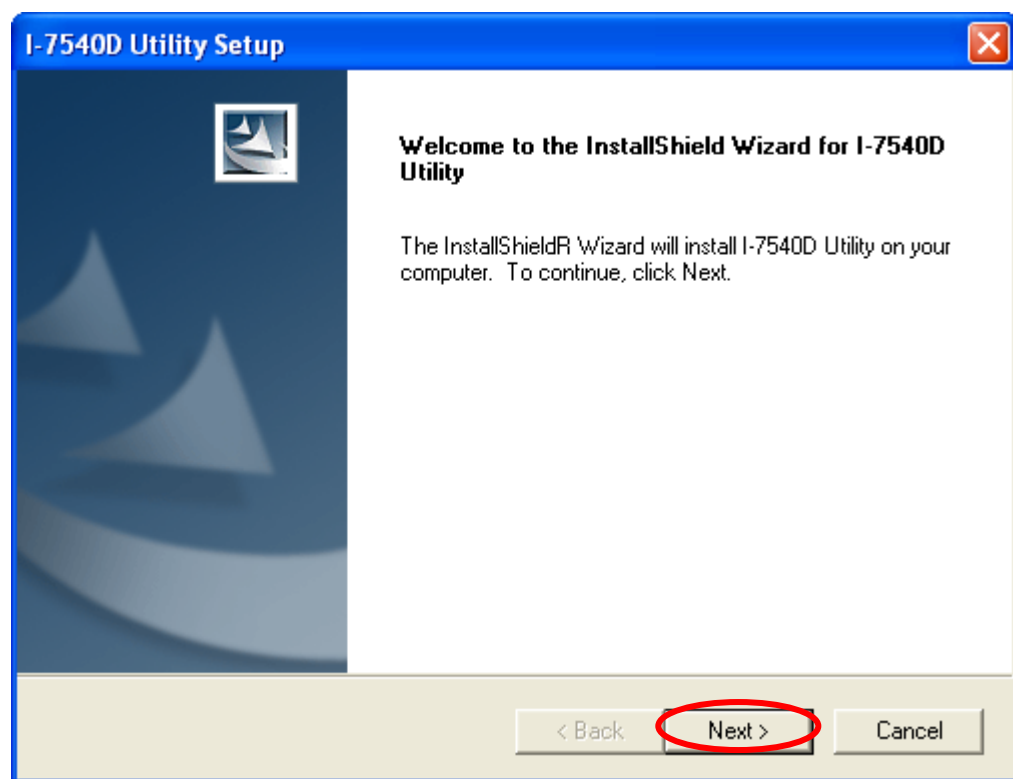 I-7540D Utility Setup
Welcome to the InstallShield Wizard for I-7540D
Utility
The InstallShieldR Wizard will install I-7540D Utility on your
computer.  To continue, click Next.
< Back
Next >
Cancel